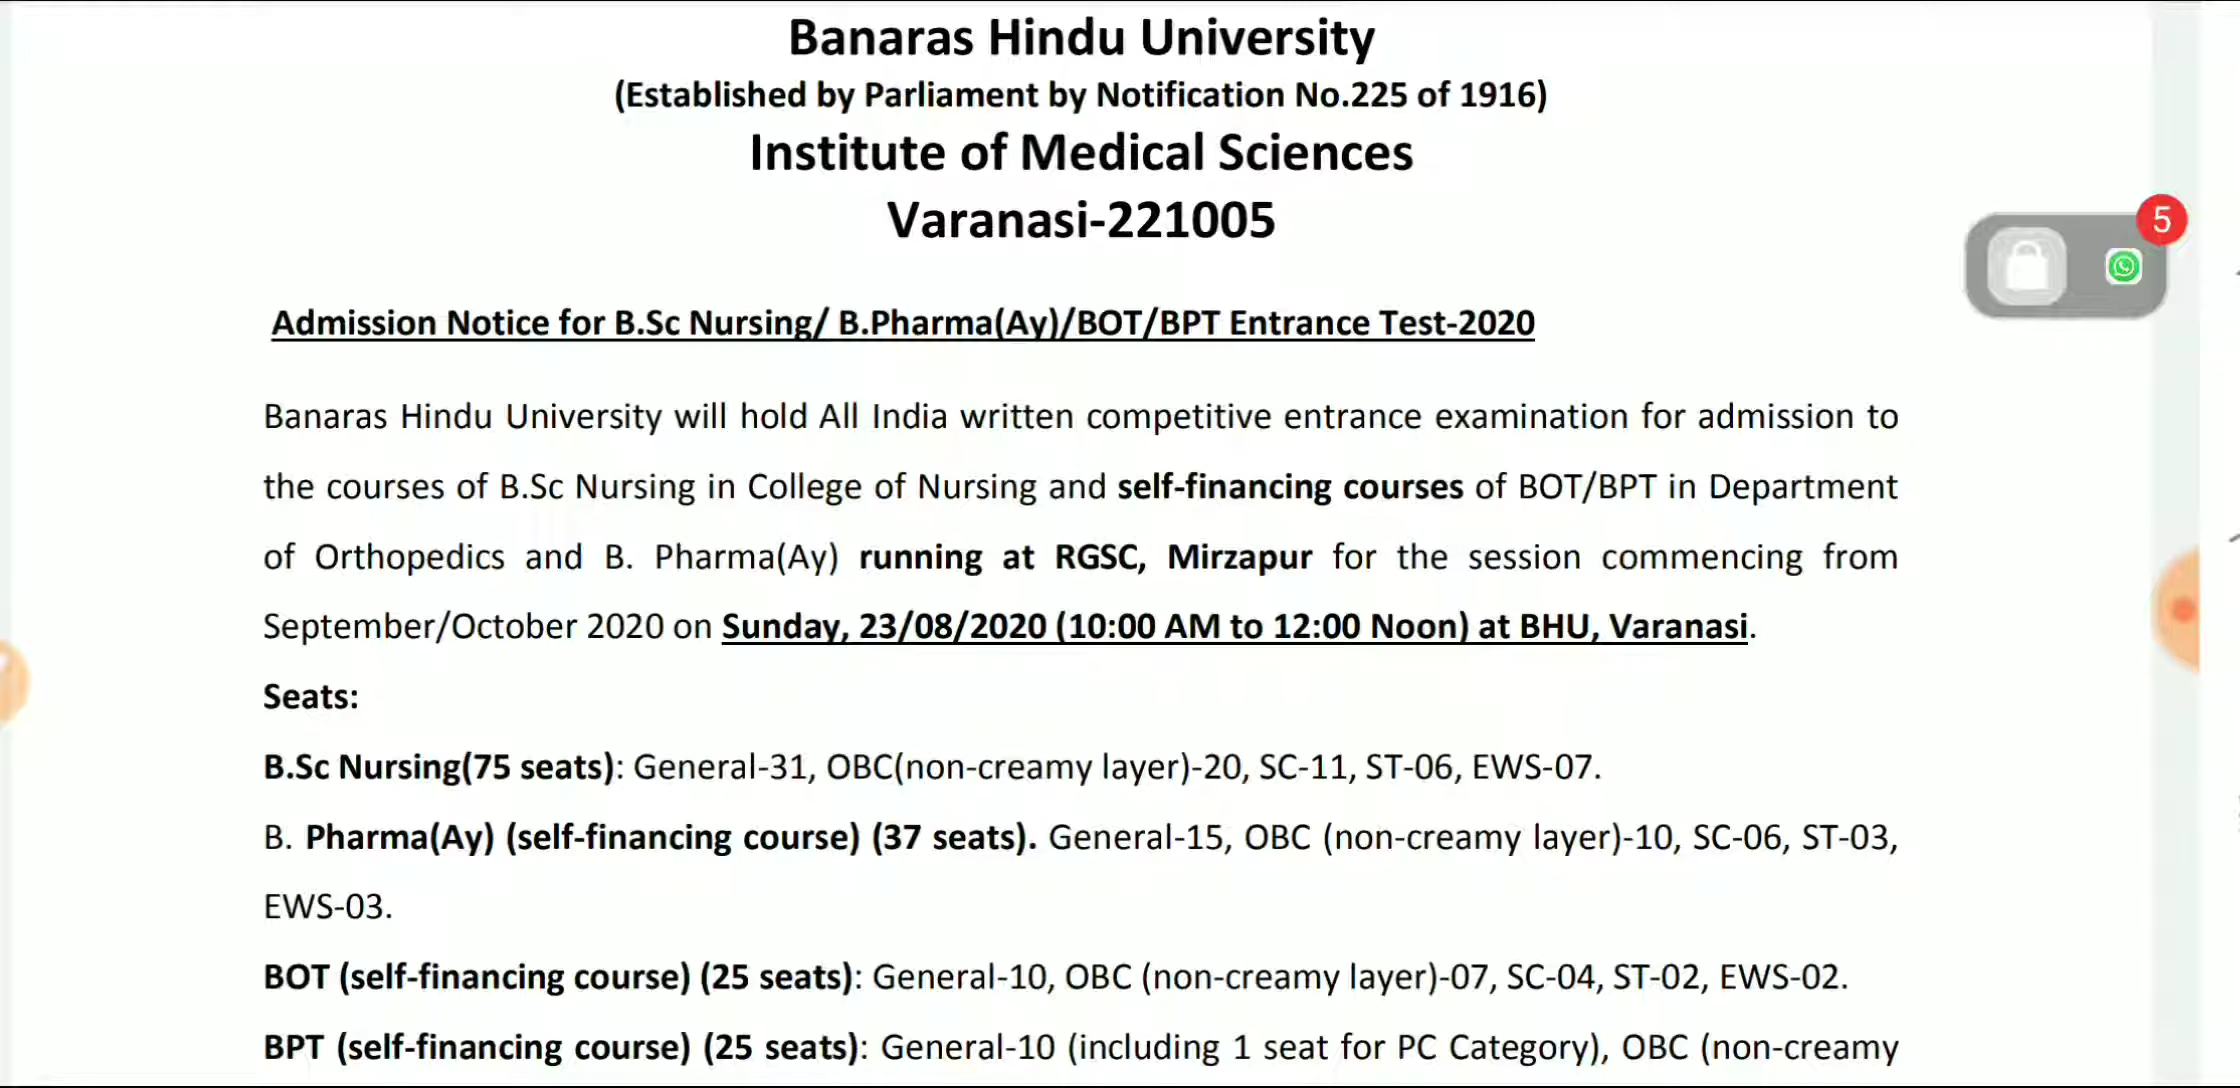 Banaras Hindu University
(Established by Parliament by Notification No.225 of 1916)
Institute of Medical Sciences
Varanasi-221005
5
Admission Notice for B.Sc Nursing/ B.Pharma(Ay)/BOT/BPT Entrance Test-2020
Banaras Hindu University will hold All India written competitive entrance examination for admission to
the courses of B.Sc Nursing in College of Nursing and self-financing courses of BOT/BPT in Department
of Orthopedics and B. Pharma(Ay) running at RGSC, Mirzapur for the session commencing from
September/October 2020 on Sunday, 23/08/2020 (10:00 AM to 12:00 Noon) at BHU, Varanasi.
Seats:
B.Sc Nursing(75 seats): General-31, OBC(non-creamy layer)-20, SC-11, ST-06, EWS-07.
B. Pharma(Ay) (self-financing course) (37 seats). General-15, OBC (non-creamy layer)-10, SC-06, ST-03,
EWS-03.
BOT (self-financing course) (25 seats): General-10, OBC (non-creamy layer)-07, SC-04, ST-02, EWS-02.
BPT (self-financing course) (25 seats): General-10 (including 1 seat for PC Category), OBC (non-creamy